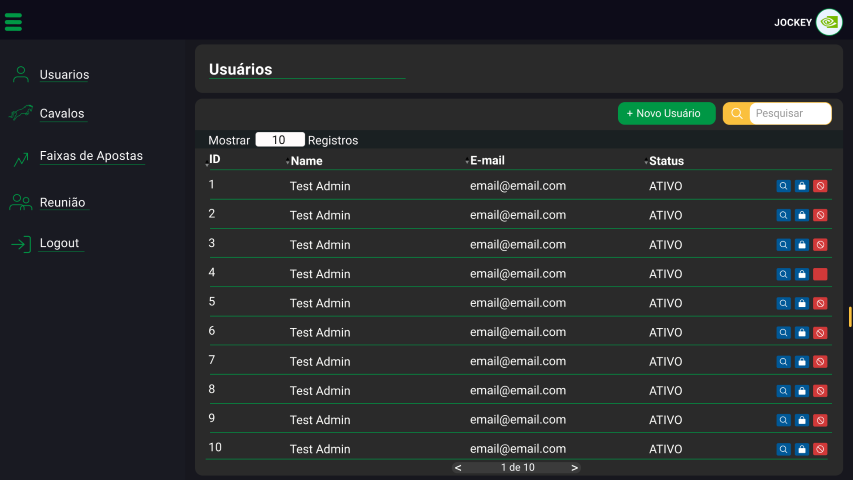 JOCKEY
Usuarios
Cavalos
Faixas de Apostas
Reunião
Logout
Usuários
+ Novo Usuário
Pesquisar
Mostrar 10 Registros
ID Name E-mail Status
1 Test Admin email@email.com ATIVO
2 Test Admin email@email.com ATIVO
3 Test Admin email@email.com ATIVO
4 Test Admin email@email.com ATIVO
5 Test Admin email@email.com ATIVO
6 Test Admin email@email.com ATIVO
7 Test Admin email@email.com ATIVO
8 Test Admin email@email.com ATIVO
9 Test Admin email@email.com ATIVO
10 Test Admin email@email.com ATIVO
< 1 de 10 >